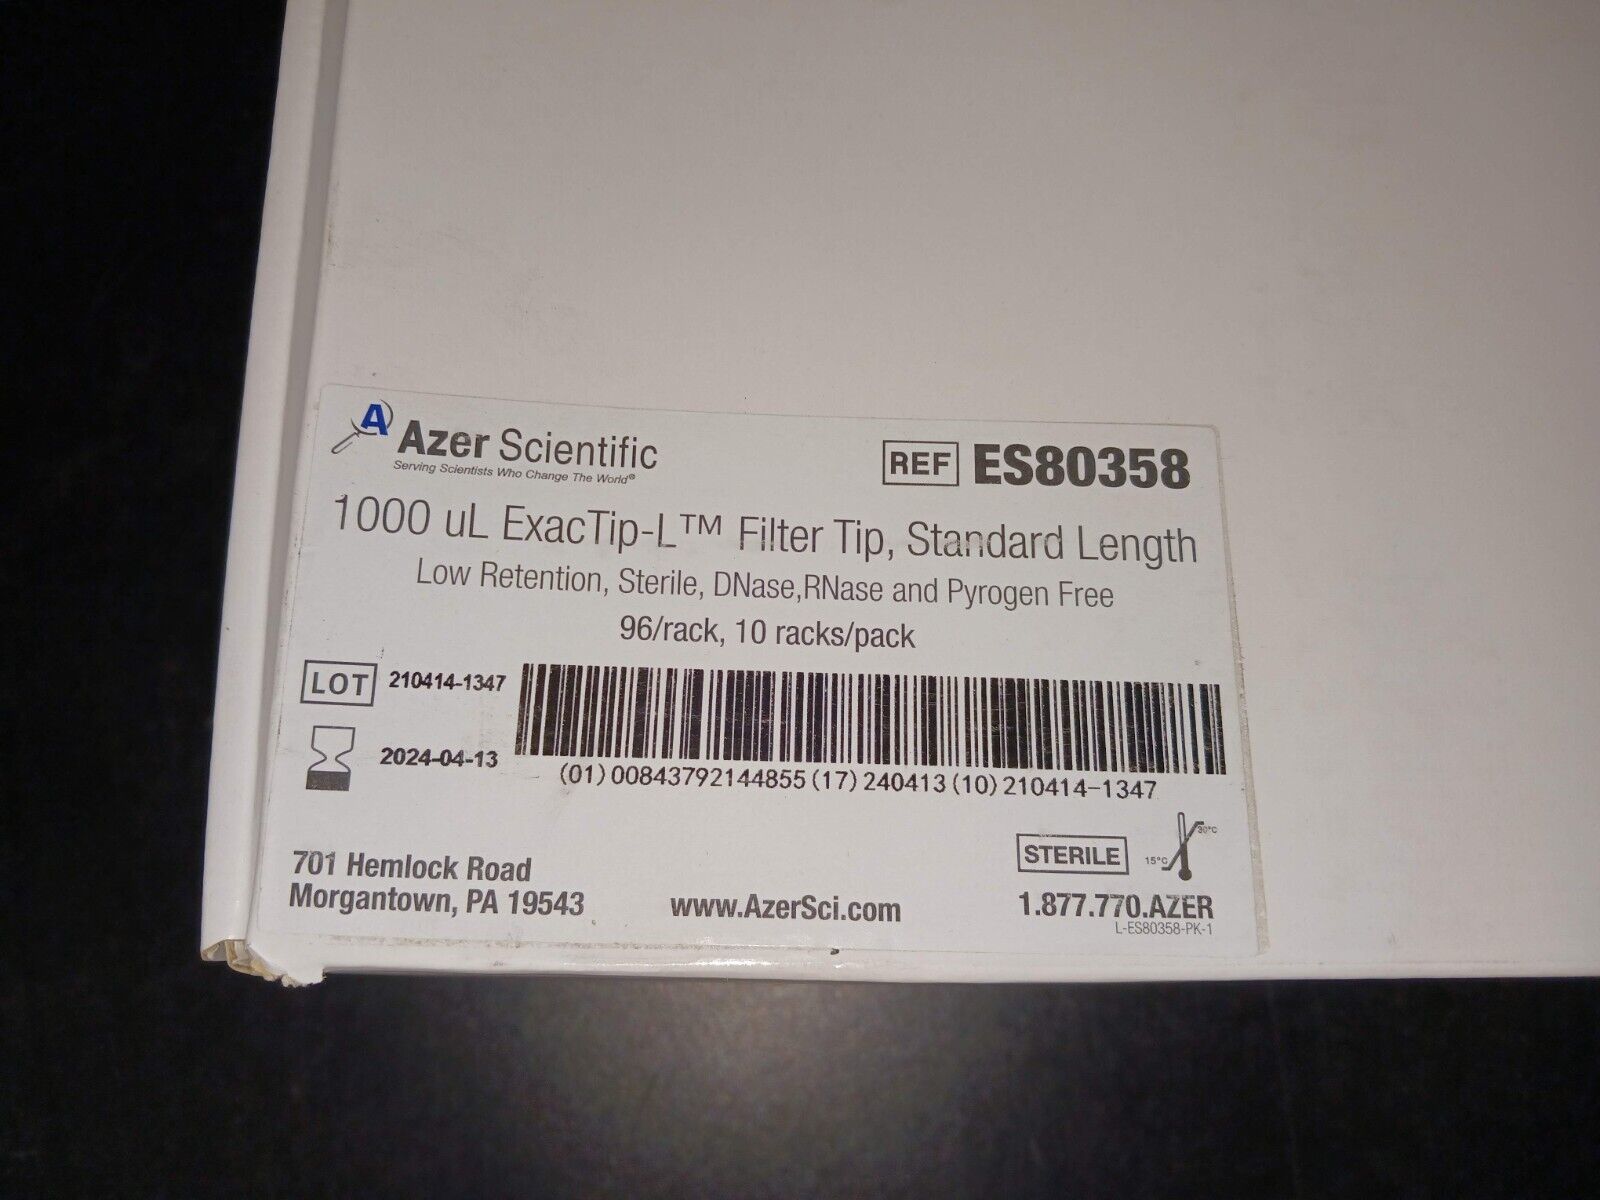 A
Azer Scientific
Serving Scientists Who Change The World®
REF ES80358
1000 uL ExacTip-L™ Filter Tip, Standard Length
Low Retention, Sterile, DNase,RNase and Pyrogen Free
96/rack, 10 racks/pack
LOT 210414-1347
2024-04-13
(01)00843792144855(17)240413(10)210414-1347
STERILE
30°C
15°C
701 Hemlock Road
Morgantown, PA 19543
www.AzerSci.com
1.877.770.AZER
L-ES80358-PK-1